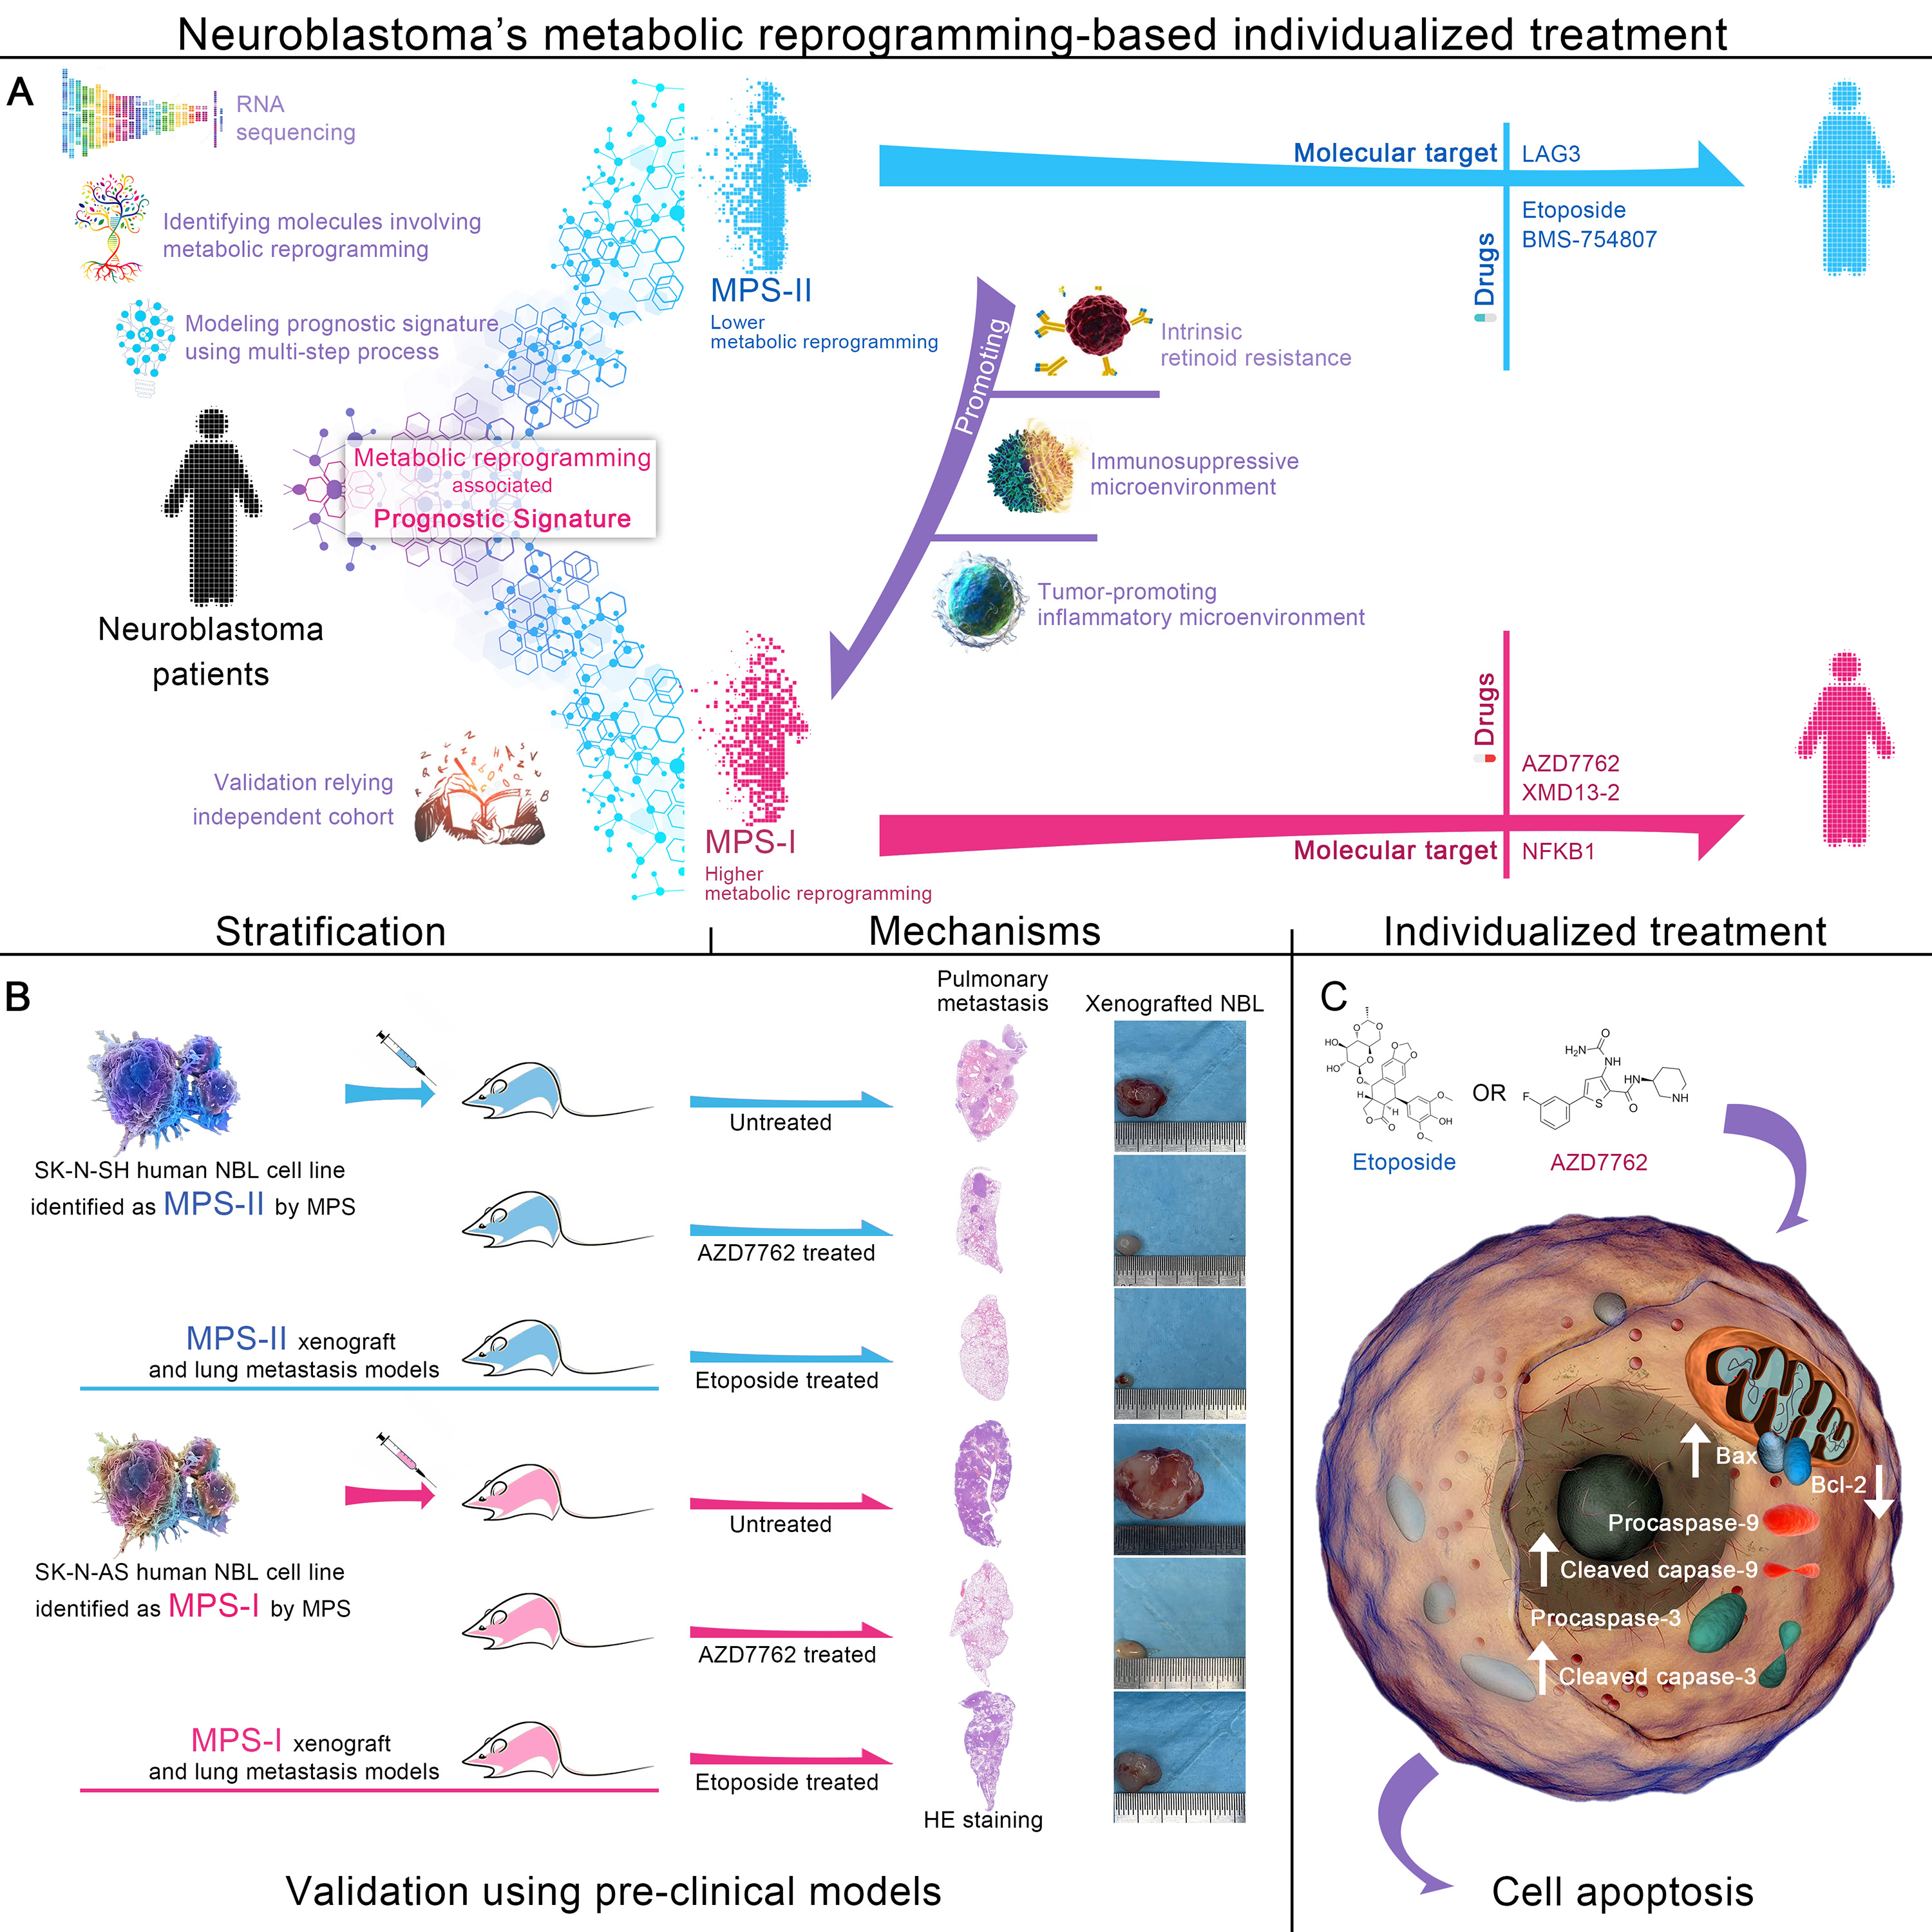 Neuroblastoma’s metabolic reprogramming-based individualized treatment
A
RNA
sequencing
Identifying molecules involving
metabolic reprogramming
Modeling prognostic signature
using multi-step process
Metabolic reprogramming
associated
Prognostic Signature
Neuroblastoma
patients
Validation relying
independent cohort
MPS-II
Lower
metabolic reprogramming
Promoting
Intrinsic
retinoid resistance
Immunosuppressive
microenvironment
Tumor-promoting
inflammatory microenvironment
MPS-I
Higher
metabolic reprogramming
Molecular target
LAG3
Drugs
Etoposide
BMS-754807
Drugs
AZD7762
XMD13-2
Molecular target
NFKB1
Stratification
Mechanisms
Individualized treatment
B
Pulmonary
metastasis
Xenografted NBL
SK-N-SH human NBL cell line
identified as MPS-II by MPS
Untreated
AZD7762 treated
MPS-II xenograft
and lung metastasis models
Etoposide treated
SK-N-AS human NBL cell line
identified as MPS-I by MPS
Untreated
AZD7762 treated
MPS-I xenograft
and lung metastasis models
Etoposide treated
HE staining
Validation using pre-clinical models
C
HO
HO
O
O
O
O
O
O
O
H
H
O
O
O
OH
O
Etoposide
OR
H₂N
O
NH
HN
O
S
F
NH
AZD7762
Bax
Bcl-2
Procaspase-9
Cleaved capase-9
Procaspase-3
Cleaved capase-3
Cell apoptosis